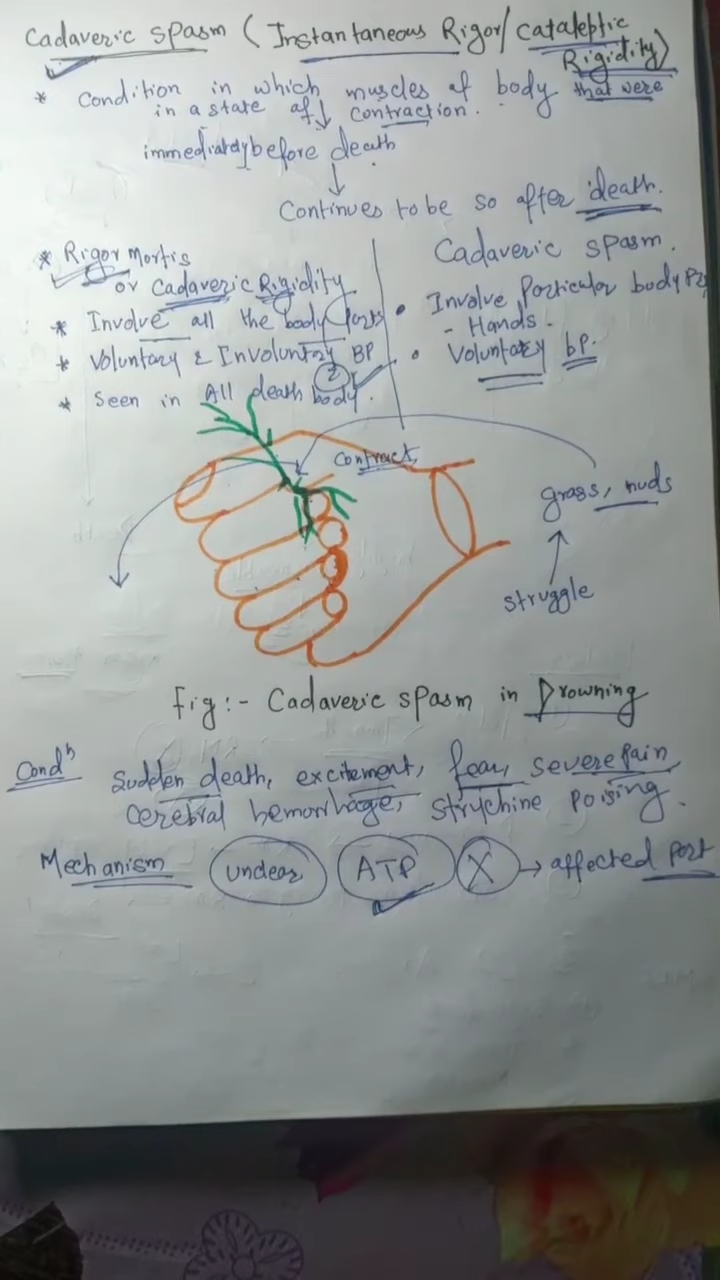 Cadaveric spasm ( Instantaneous Rigor/ Cataleptic
Rigidity)
* Condition in which muscles of body that were
in a state of contraction.
immediately before death
Continues to be so after death.
* Rigor Mortis
or Cadaveric Rigidity
* Involve all the body Parts
* Voluntary & Involuntry BP
* Seen in All death body.
2
Cadaveric spasm.
• Involve Particular body
- Hands.
• Voluntary bP.
Contract
grass, muds
struggle
Fig:- Cadaveric spasm in Drowning
Condn Sudden death, excitement, fear, severe pain
cerebral hemorrhage, strychine poising.
Mechanism unclear ATP X → affected Part